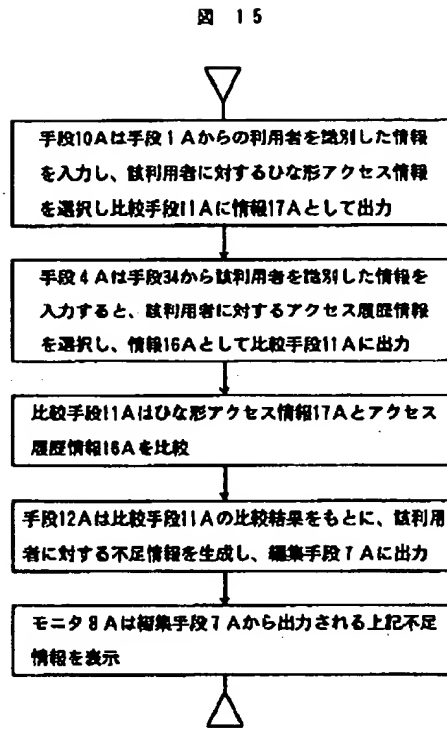 図 15
手段10Aは手段1Aからの利用者を識別した情報
を入力し、該利用者に対するひな形アクセス情報
を選択し比較手段11Aに情報17Aとして出力
手段4Aは手段34から該利用者を識別した情報を
入力すると、該利用者に対するアクセス履歴情報
を選択し、情報16Aとして比較手段11Aに出力
比較手段11Aはひな形アクセス情報17Aとアクセス
履歴情報16Aを比較
手段12Aは比較手段11Aの比較結果をもとに、該利用
者に対する不足情報を生成し、編集手段7Aに出力
モニタ8Aは編集手段7Aから出力される上記不足
情報を表示